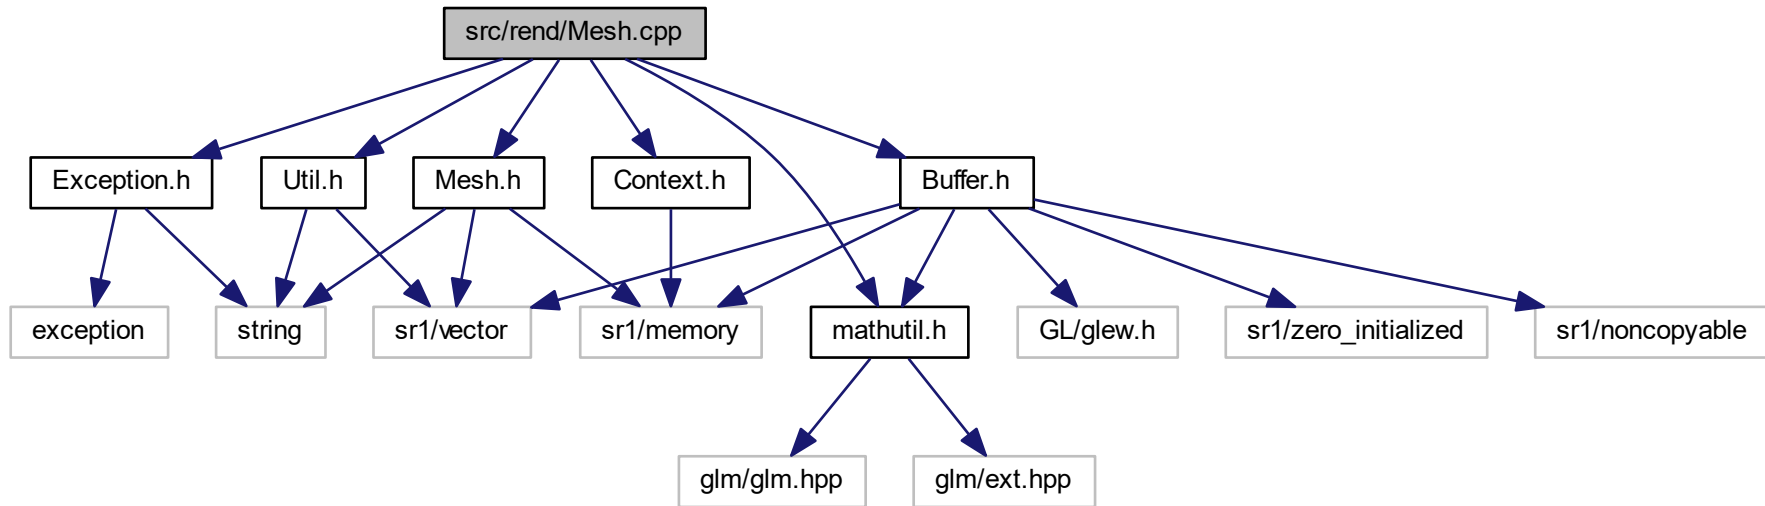 src/rend/Mesh.cpp
Exception.h
Util.h
Mesh.h
Context.h
Buffer.h
exception
string
sr1/vector
sr1/memory
mathutil.h
GL/glew.h
sr1/zero_initialized
sr1/noncopyable
glm/glm.hpp
glm/ext.hpp